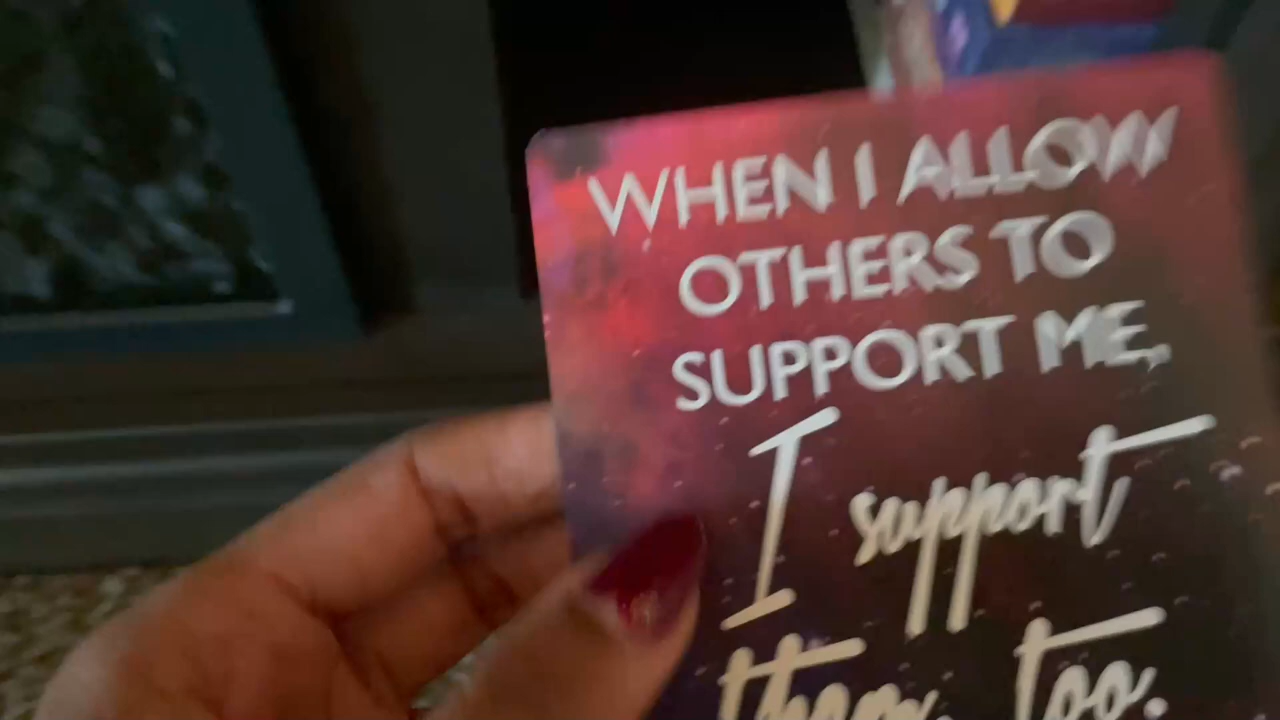 WHEN I ALLOW
OTHERS TO
SUPPORT ME,
I support
them, too.